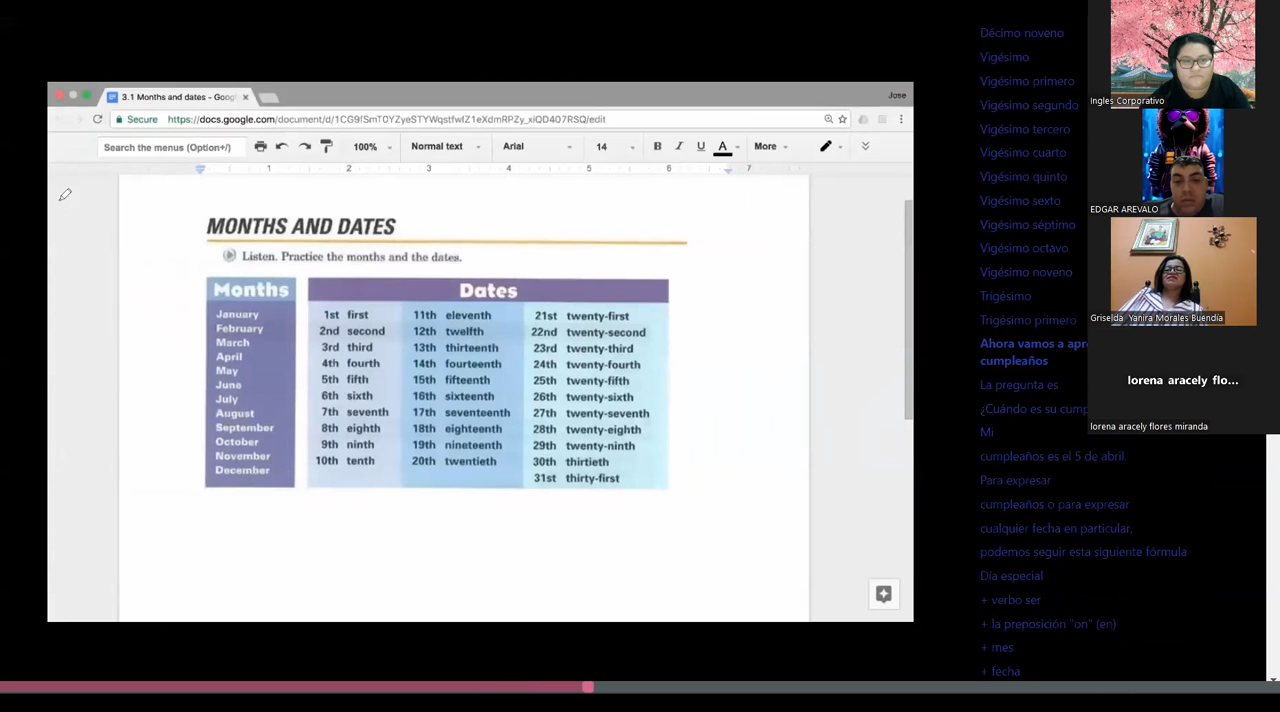 3.1 Months and dates - Goog
Jose
Secure
https://docs.google.com/document/d/1CG9ISmT0YZyeSTYWqstfwIZ1eXdmRPZy_xiQD407RSQ/edit
Search the menus (Option+/)
100%
Normal text
Arial
14
B I U A
More
1 2 3 4 5 6 7
MONTHS AND DATES
Listen. Practice the months and the dates.
Months
January
February
March
April
May
June
July
August
September
October
November
December
Dates
1st first
2nd second
3rd third
4th fourth
5th fifth
6th sixth
7th seventh
8th eighth
9th ninth
10th tenth
11th eleventh
12th twelfth
13th thirteenth
14th fourteenth
15th fifteenth
16th sixteenth
17th seventeenth
18th eighteenth
19th nineteenth
20th twentieth
21st twenty-first
22nd twenty-second
23rd twenty-third
24th twenty-fourth
25th twenty-fifth
26th twenty-sixth
27th twenty-seventh
28th twenty-eighth
29th twenty-ninth
30th thirtieth
31st thirty-first
Décimo noveno
Vigésimo
Vigésimo primero
Vigésimo segundo
Vigésimo tercero
Vigésimo cuarto
Vigésimo quinto
Vigésimo sexto
Vigésimo séptimo
Vigésimo octavo
Vigésimo noveno
Trigésimo
Trigésimo primero
Ahora vamos a
cumpleaños
La pregunta es
¿Cuándo es su
Mi
cumpleaños es el 5 de abril.
Para expresar
cumpleaños o para expresar
cualquier fecha en particular,
podemos seguir esta siguiente fórmula
Día especial
+ verbo ser
+ la preposición "on" (en)
+ mes
+ fecha
Ingles Corporativo
EDGAR AREVALO
Griselda Yanira Morales Buendía
lorena aracely flo...
lorena aracely flores miranda